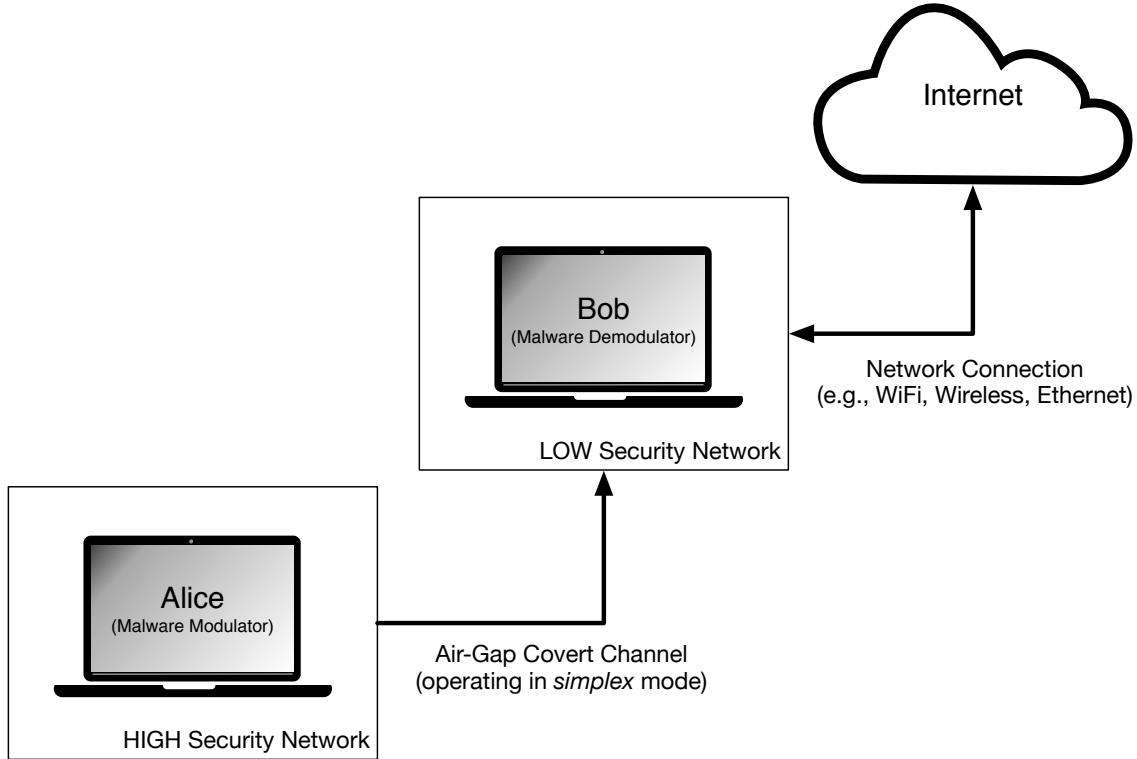 Internet
Bob
(Malware Demodulator)
Network Connection
(e.g., WiFi, Wireless, Ethernet)
LOW Security Network
Alice
(Malware Modulator)
Air-Gap Covert Channel
(operating in simplex mode)
HIGH Security Network